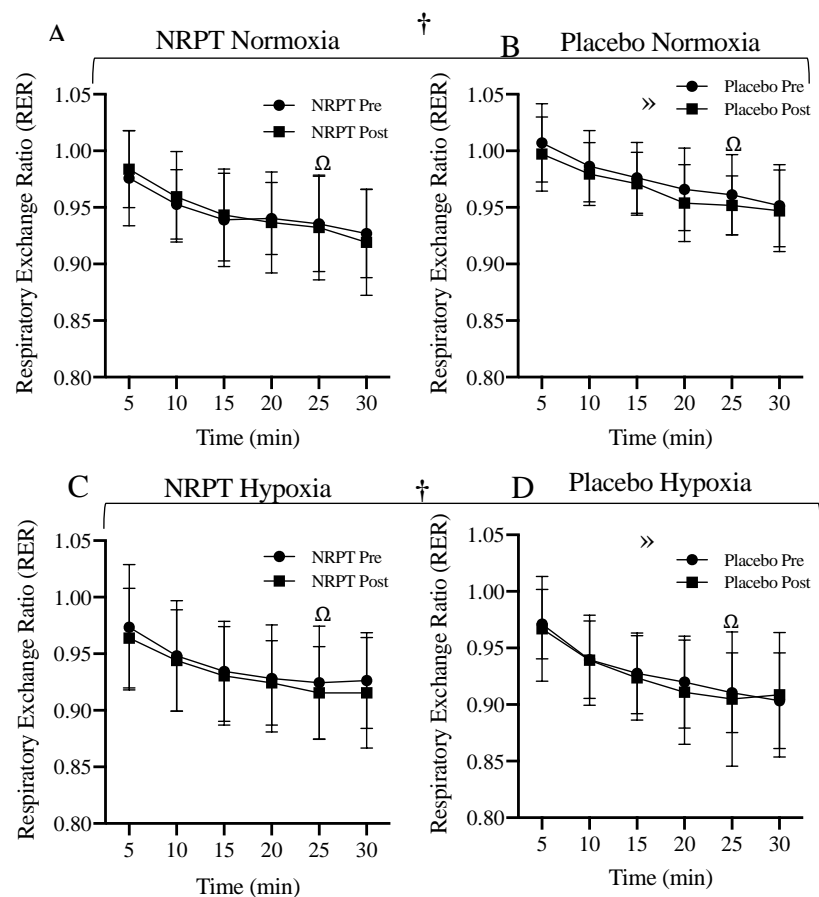 †
A
NRPT Normoxia
B
Placebo Normoxia
Respiratory Exchange Ratio (RER)
1.05
1.00
0.95
0.90
0.85
0.80
NRPT Pre
NRPT Post
Ω
5 10 15 20 25 30
Time (min)
Respiratory Exchange Ratio (RER)
1.05
1.00
0.95
0.90
0.85
0.80
»
Placebo Pre
Placebo Post
Ω
5 10 15 20 25 30
Time (min)
C
NRPT Hypoxia
†
D
Placebo Hypoxia
Respiratory Exchange Ratio (RER)
1.05
1.00
0.95
0.90
0.85
0.80
NRPT Pre
NRPT Post
Ω
5 10 15 20 25 30
Time (min)
Respiratory Exchange Ratio (RER)
1.05
1.00
0.95
0.90
0.85
0.80
»
Placebo Pre
Placebo Post
Ω
5 10 15 20 25 30
Time (min)